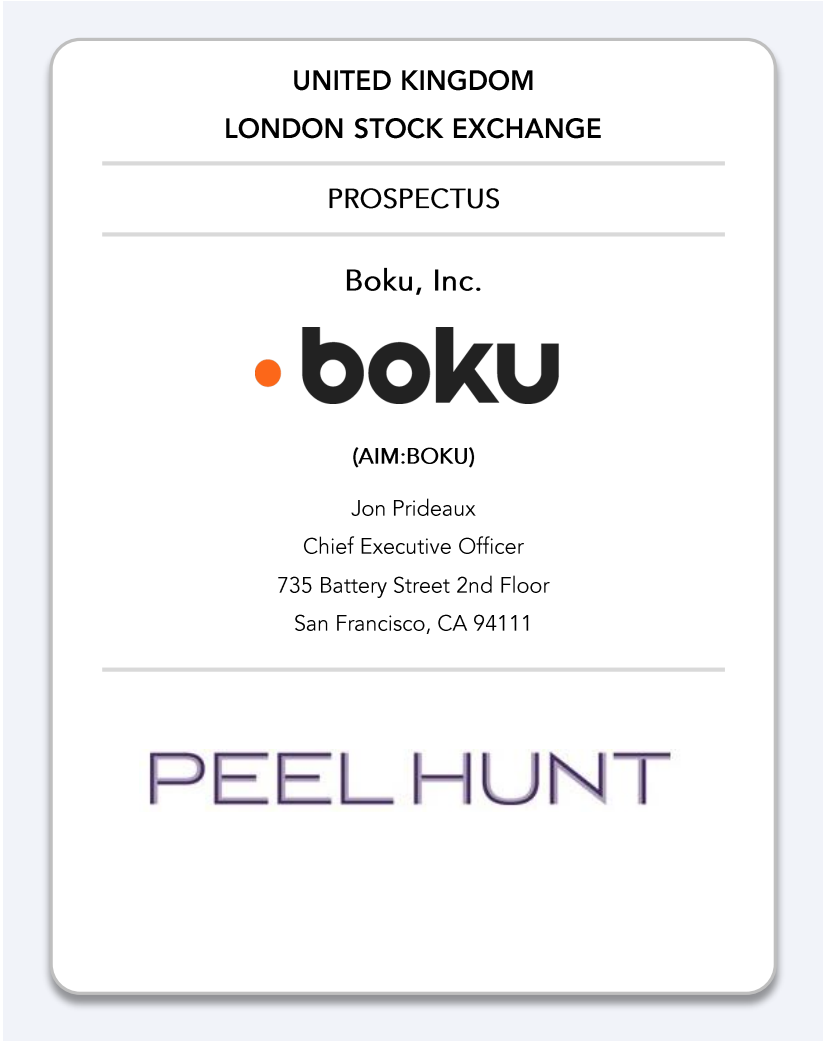 UNITED KINGDOM
LONDON STOCK EXCHANGE
PROSPECTUS
Boku, Inc.
boku
(AIM:BOKU)
Jon Prideaux
Chief Executive Officer
735 Battery Street 2nd Floor
San Francisco, CA 94111
PEEL HUNT